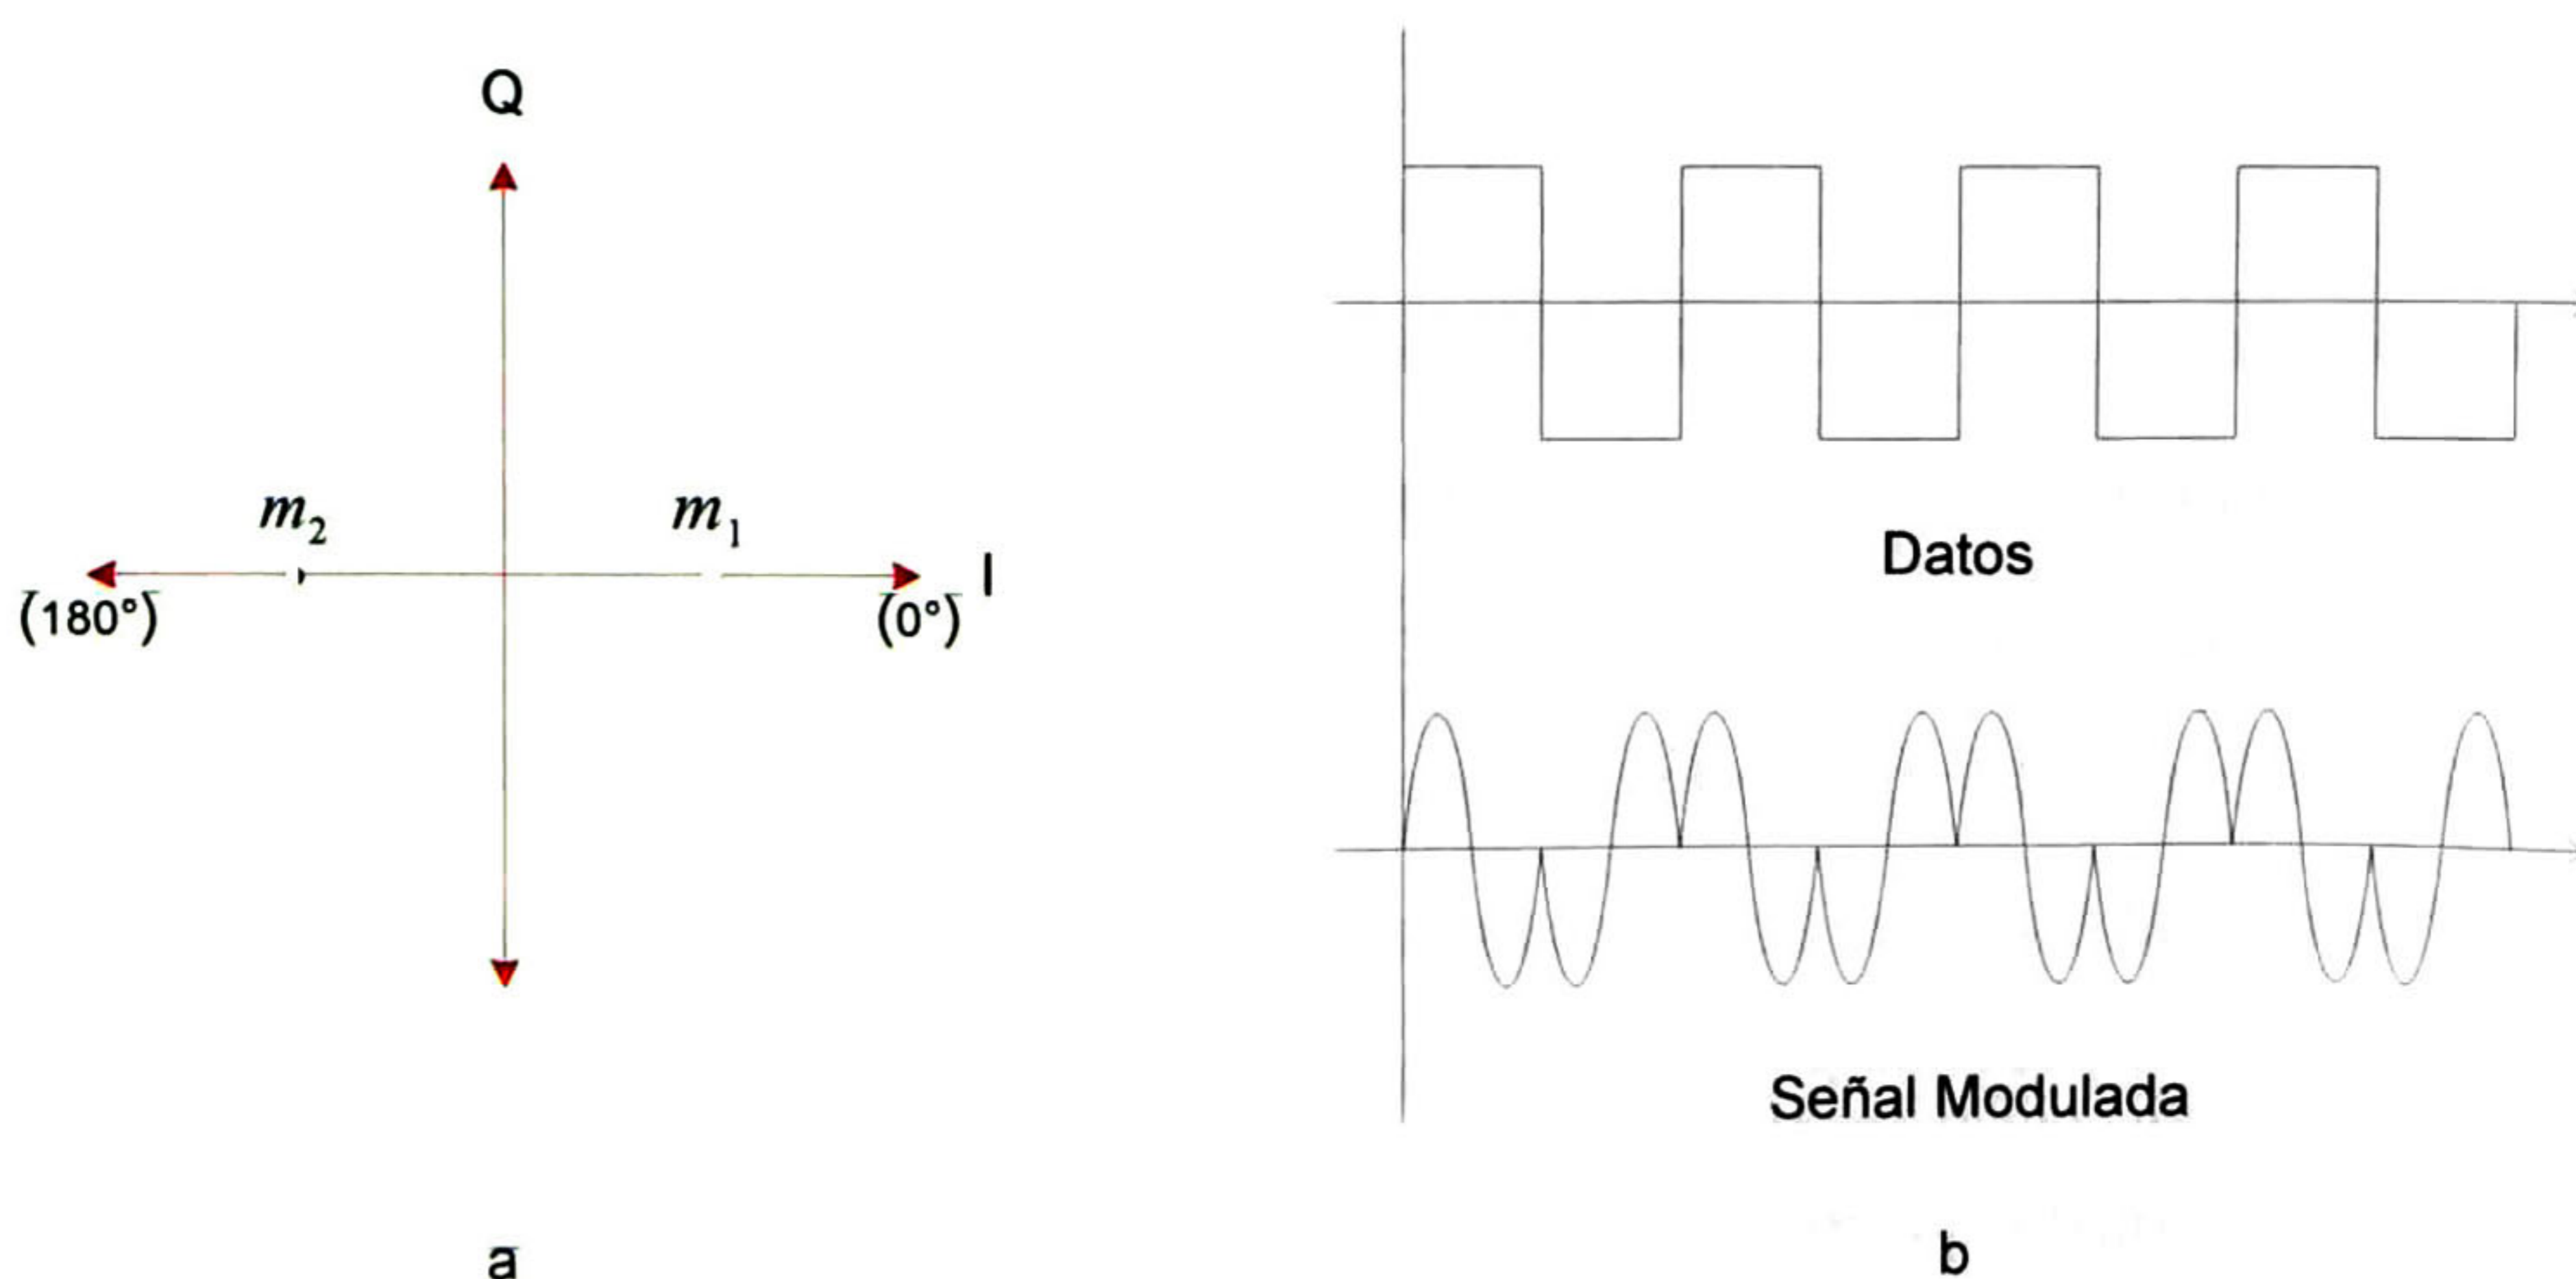 Q
m₂
m₁
(180°)
(0°)
I
a
Datos
Señal Modulada
b